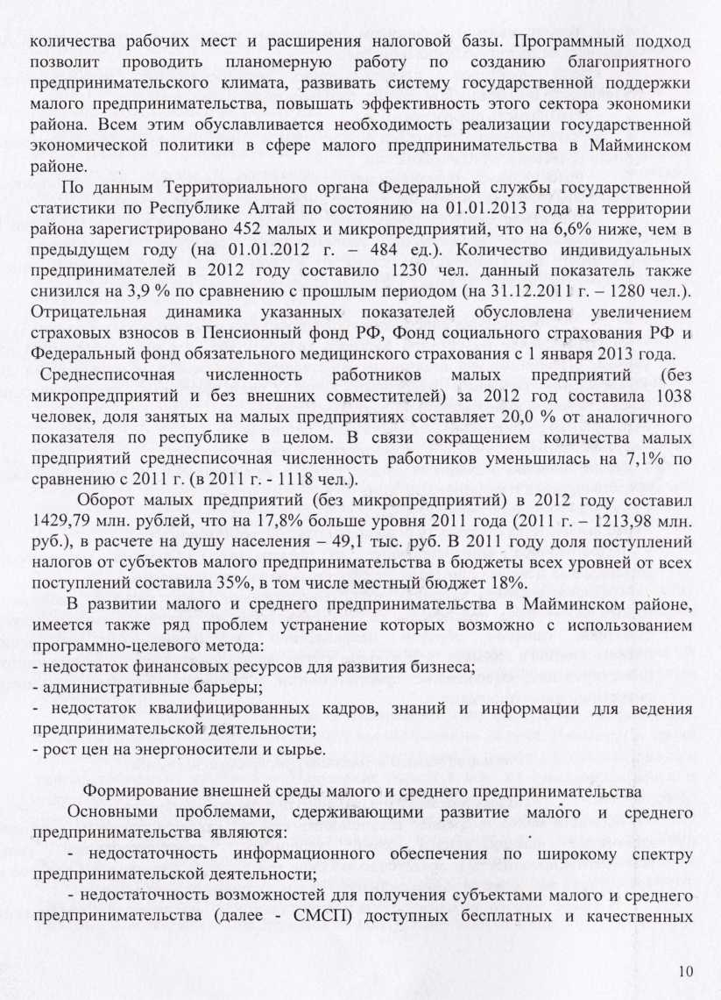 количества рабочих мест и расширения налоговой базы. Программный подход
позволит проводить планомерную работу по созданию благоприятного
предпринимательского климата, развивать систему государственной поддержки
малого предпринимательства, повышать эффективность этого сектора экономики
района. Всем этим обуславливается необходимость реализации государственной
экономической политики в сфере малого предпринимательства в Майминском
районе.
По данным Территориального органа Федеральной службы государственной
статистики по Республике Алтай по состоянию на 01.01.2013 года на территории
района зарегистрировано 452 малых и микропредприятий, что на 6,6% ниже, чем в
предыдущем году (на 01.01.2012 г. – 484 ед.). Количество индивидуальных
предпринимателей в 2012 году составило 1230 чел. данный показатель также
снизился на 3,9 % по сравнению с прошлым периодом (на 31.12.2011 г. – 1280 чел.).
Отрицательная динамика указанных показателей обусловлена увеличением
страховых взносов в Пенсионный фонд РФ, Фонд социального страхования РФ и
Федеральный фонд обязательного медицинского страхования с 1 января 2013 года.
Среднесписочная численность работников малых предприятий (без
микропредприятий и без внешних совместителей) за 2012 год составила 1038
человек, доля занятых на малых предприятиях составляет 20,0 % от аналогичного
показателя по республике в целом. В связи сокращением количества малых
предприятий среднесписочная численность работников уменьшилась на 7,1% по
сравнению с 2011 г. (в 2011 г. - 1118 чел.).
Оборот малых предприятий (без микропредприятий) в 2012 году составил
1429,79 млн. рублей, что на 17,8% больше уровня 2011 года (2011 г. – 1213,98 млн.
руб.), в расчете на душу населения – 49,1 тыс. руб. В 2011 году доля поступлений
налогов от субъектов малого предпринимательства в бюджеты всех уровней от всех
поступлений составила 35%, в том числе местный бюджет 18%.
В развитии малого и среднего предпринимательства в Майминском районе,
имеется также ряд проблем устранение которых возможно с использованием
программно-целевого метода:
- недостаток финансовых ресурсов для развития бизнеса;
- административные барьеры;
- недостаток квалифицированных кадров, знаний и информации для ведения
предпринимательской деятельности;
- рост цен на энергоносители и сырье.
Формирование внешней среды малого и среднего предпринимательства
Основными проблемами, сдерживающими развитие малого и среднего
предпринимательства являются:
- недостаточность информационного обеспечения по широкому спектру
предпринимательской деятельности;
- недостаточность возможностей для получения субъектами малого и среднего
предпринимательства (далее - СМСП) доступных бесплатных и качественных
10